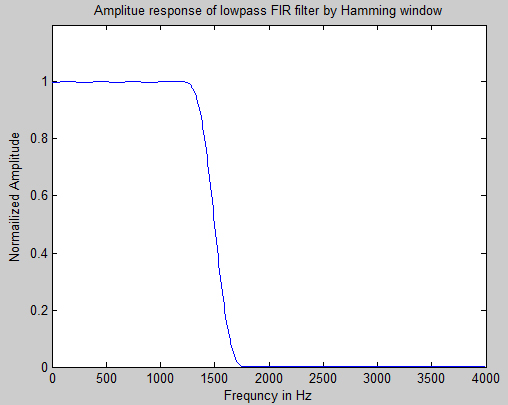 Amplitue response of lowpass FIR filter by Hamming window
1
0.8
0.6
0.4
0.2
0
Normailized Amplitude
0 500 1000 1500 2000 2500 3000 3500 4000
Frequncy in Hz